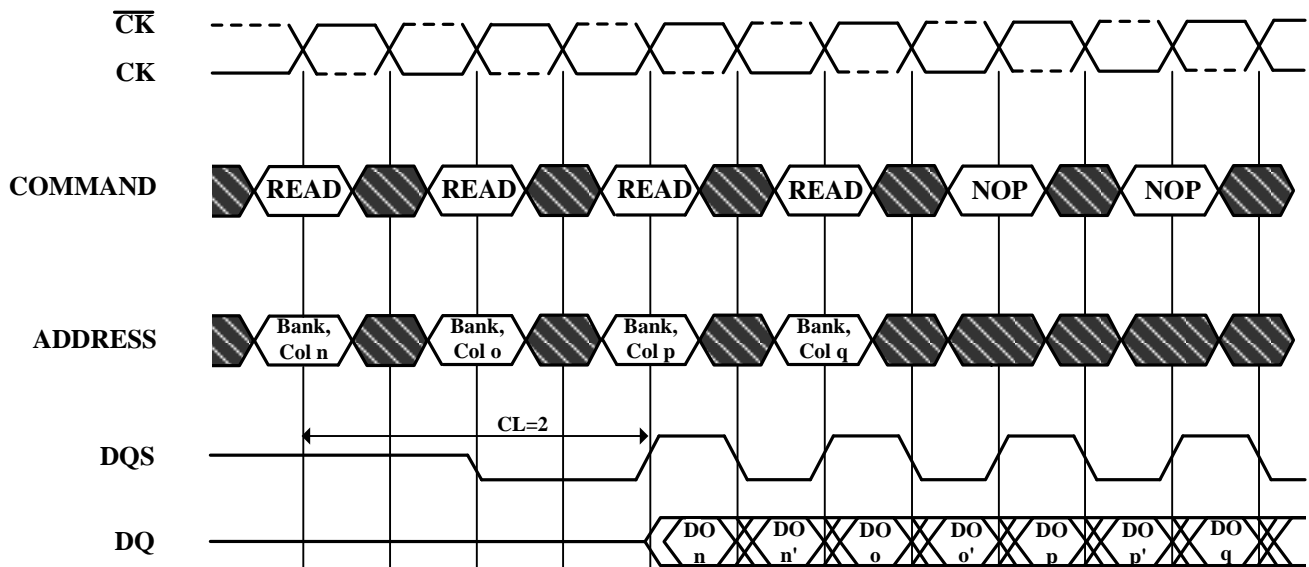 CK
CK
COMMAND
READ
READ
READ
READ
NOP
NOP
ADDRESS
Bank,
Col n
Bank,
Col o
Bank,
Col p
Bank,
Col q
CL=2
DQS
DQ
DO
n
DO
n'
DO
o
DO
o'
DO
p
DO
p'
DO
q